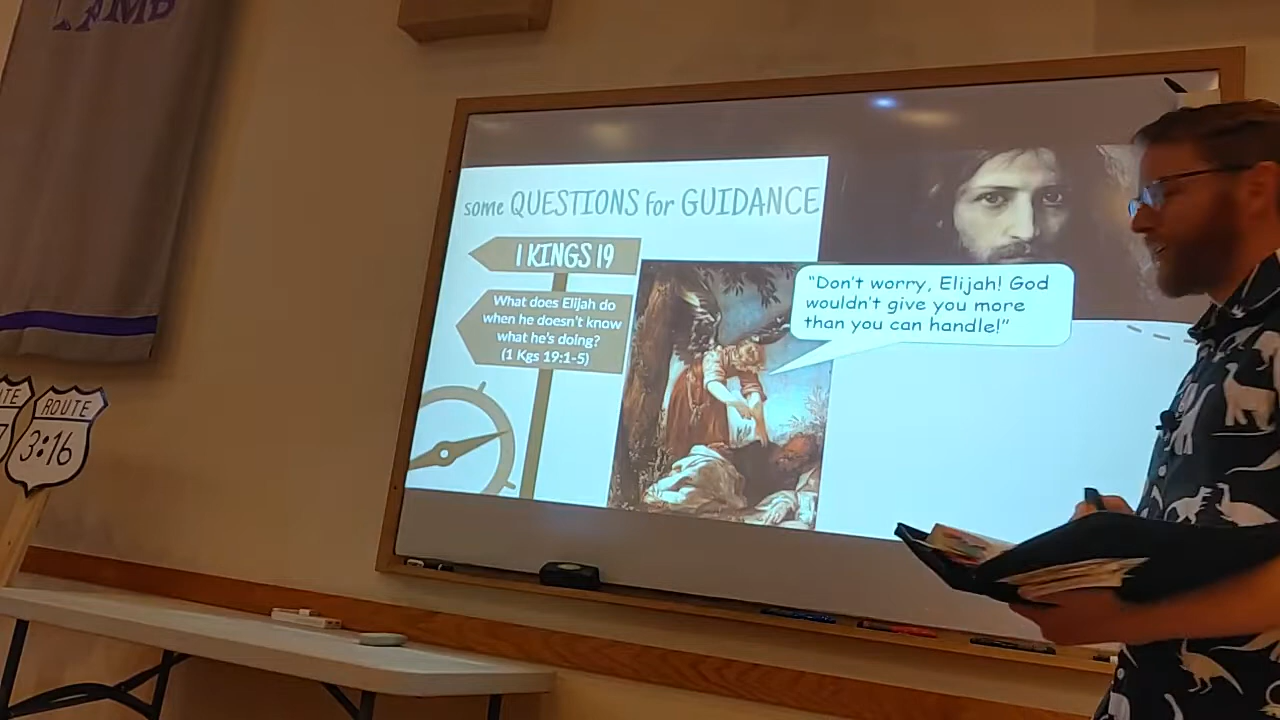 LAMB
some QUESTIONS for GUIDANCE
1 KINGS 19
What does Elijah do
when he doesn't know
what he's doing?
(1 Kgs 19:1-5)
"Don't worry, Elijah! God
wouldn't give you more
than you can handle!"
ROUTE
3:16